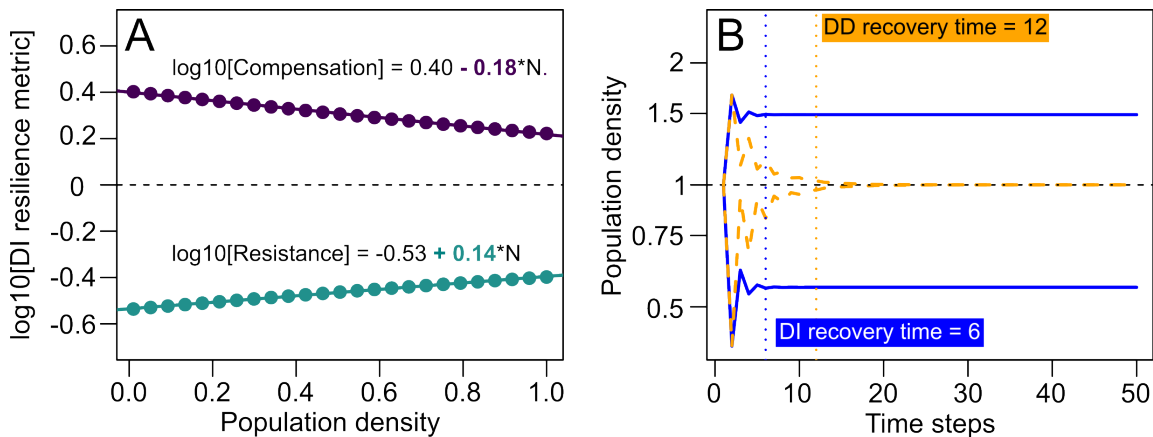 A
log10[DI resilience metric]
0.6
0.4
0.2
0
-0.2
-0.4
-0.6
log10[Compensation] = 0.40 - 0.18*N.
log10[Resistance] = -0.53 + 0.14*N
0.0 0.2 0.4 0.6 0.8 1.0
Population density
B
DD recovery time = 12
Population density
2
1.5
1
0.75
0.5
DI recovery time = 6
0 10 20 30 40 50
Time steps